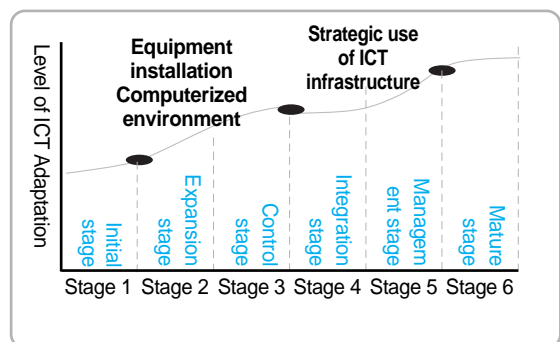 Level of ICT Adaptation
Equipment
installation
Computerized
environment
Strategic use
of ICT
infrastructure
Initial
stage
Expansion
stage
Control
stage
Integration
stage
Managem
ent stage
Mature
stage
Stage 1
Stage 2
Stage 3
Stage 4
Stage 5
Stage 6